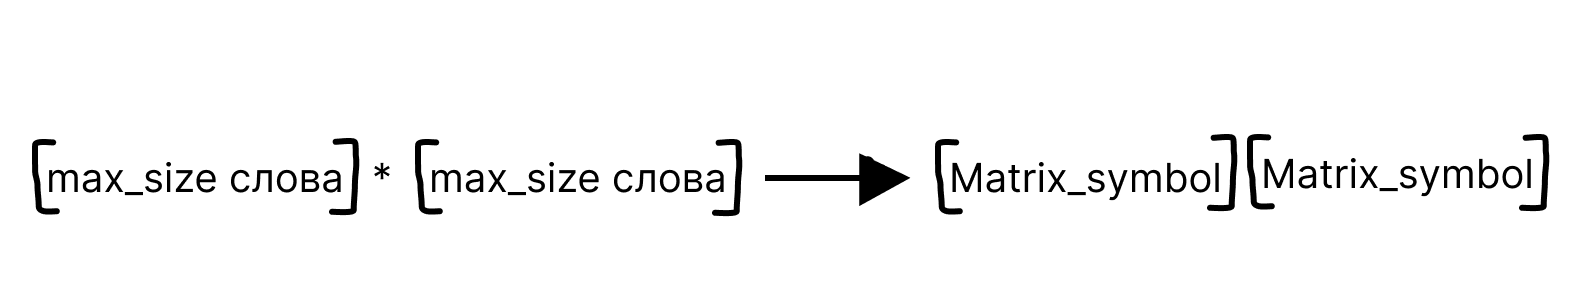 [max_size слова] * [max_size слова] → [Matrix_symbol] [Matrix_symbol]